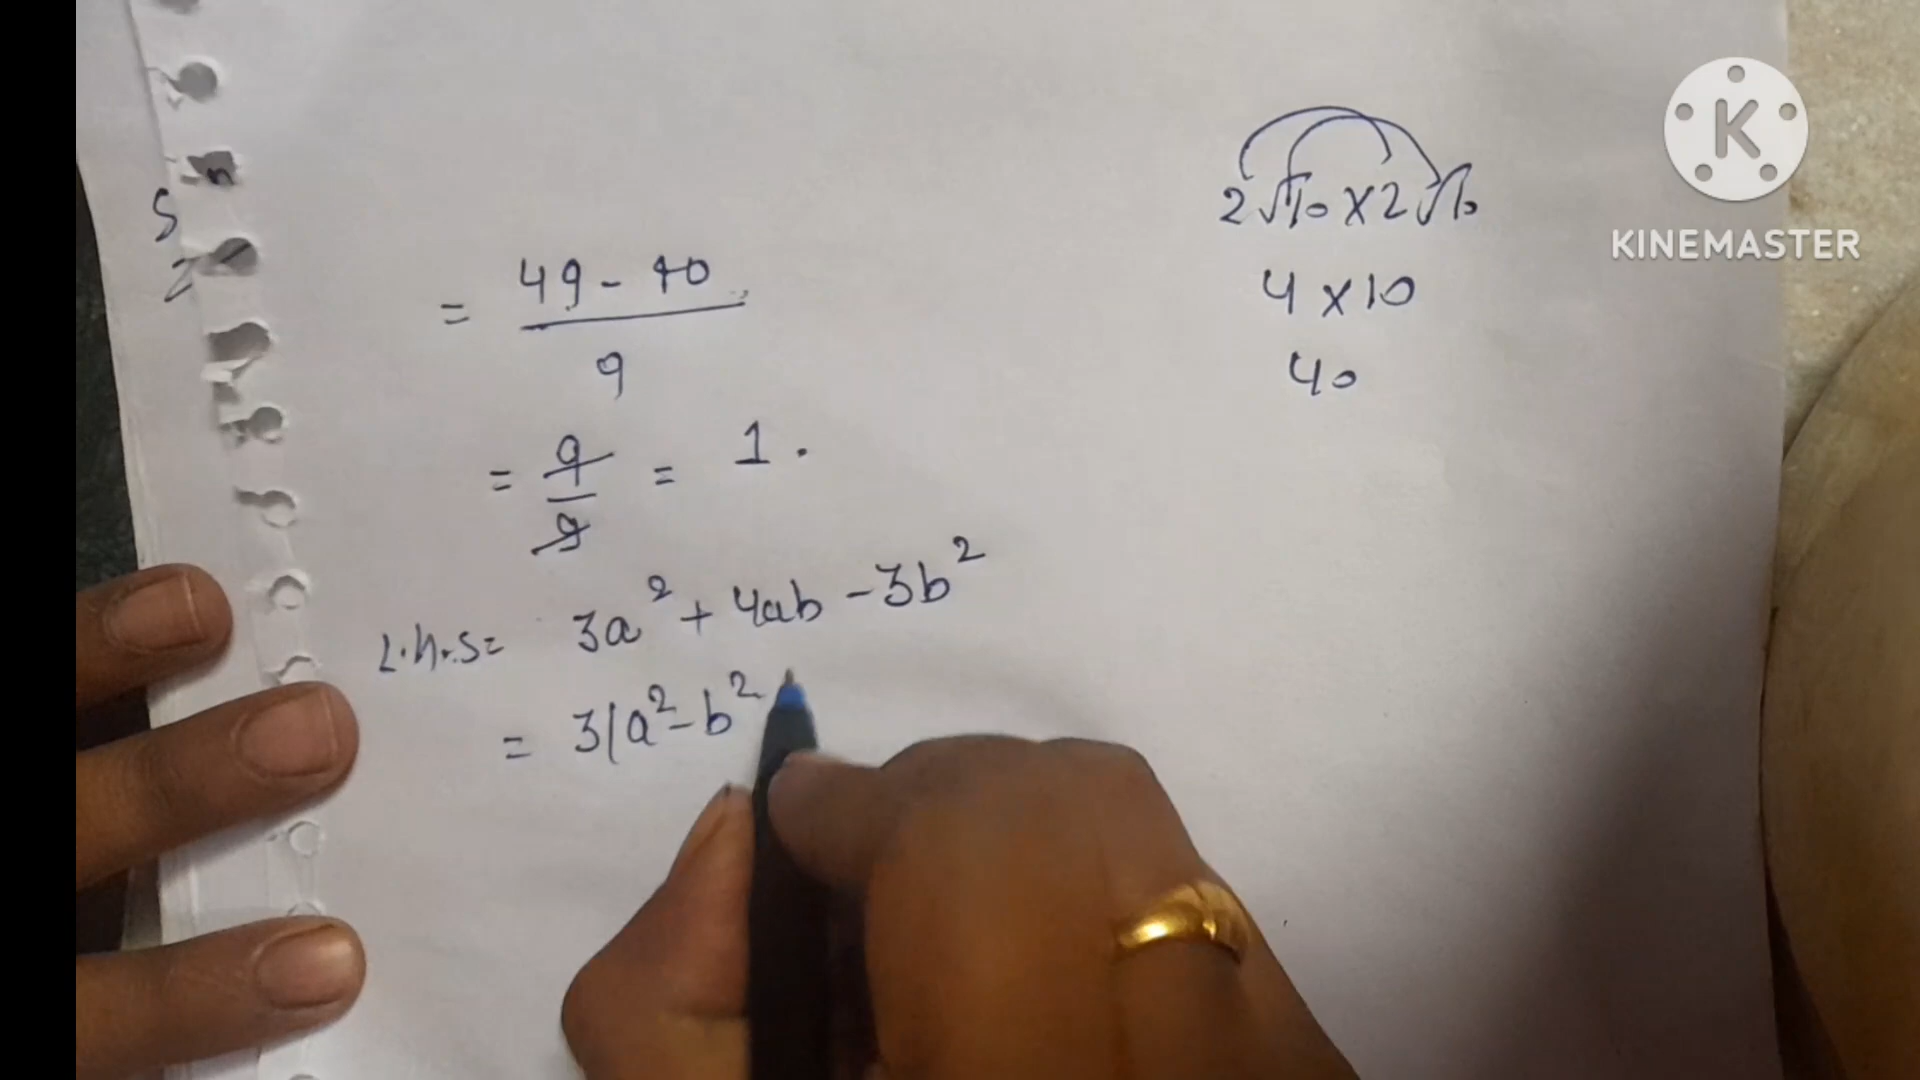 = 49 - 40 / 9
= 9/9 = 1.
L.h.s = 3a² + 4ab - 3b²
= 3(a² - b²
2√10 × 2√10
4 × 10
40
K
KINEMASTER